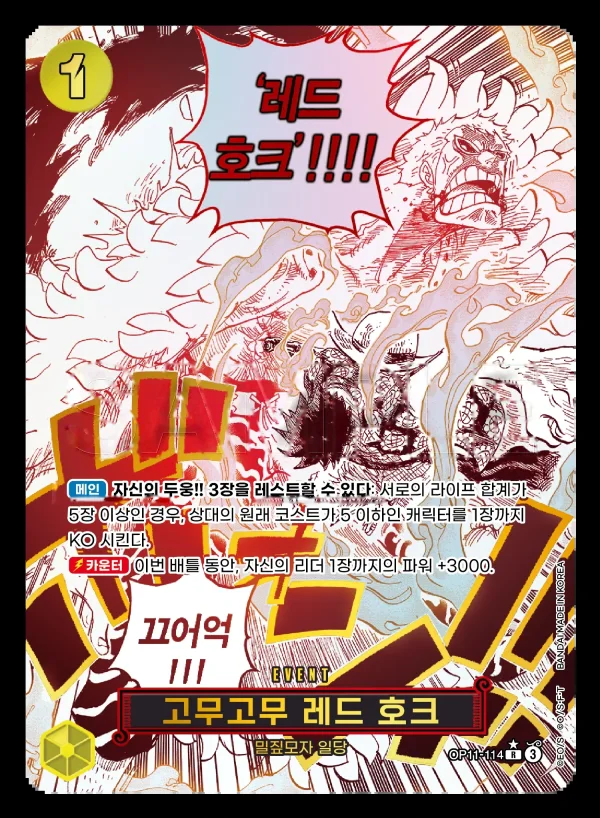 1
'레드
호크'!!!!
메인 자신의 두웅!! 3장을 레스트할 수 있다: 서로의 라이프 합계가
5장 이상인 경우, 상대의 원래 코스트가 5 이하인 캐릭터를 1장까지
KO 시킨다.
카운터 이번 배틀 동안, 자신의 리더 1장까지의 파워 +3000.
끄어억
!!!
EVENT
고무고무 레드 호크
밀짚모자 일당
OP11-114 R 3
©E.O./S. ©O./S.·F·T BANDAI MADE IN KOREA